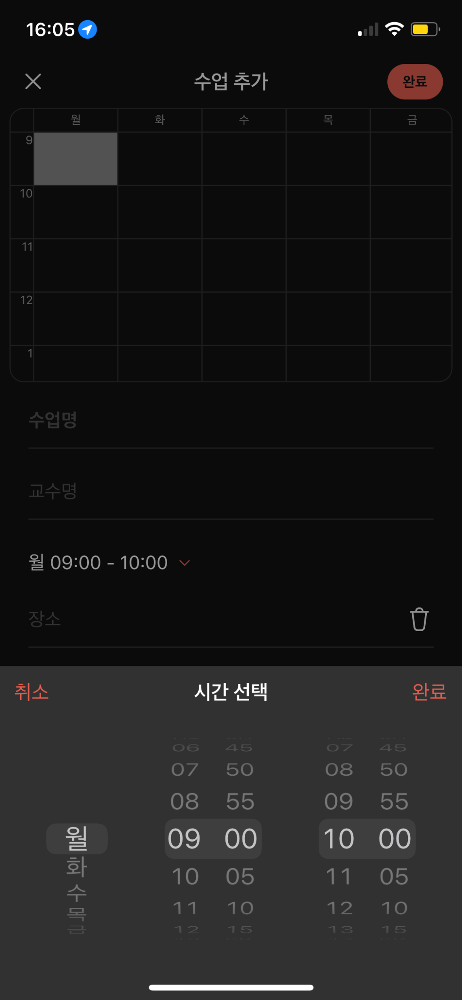 16:05
수업 추가
완료
월 화 수 목 금
9
10
11
12
1
수업명
교수명
월 09:00 - 10:00
장소
취소 시간 선택 완료
06 45 07 45
07 50 08 50
08 55 09 55
월 09 00 10 00
화 10 05 11 05
수 11 10 12 10
목
금 12 15 13 15